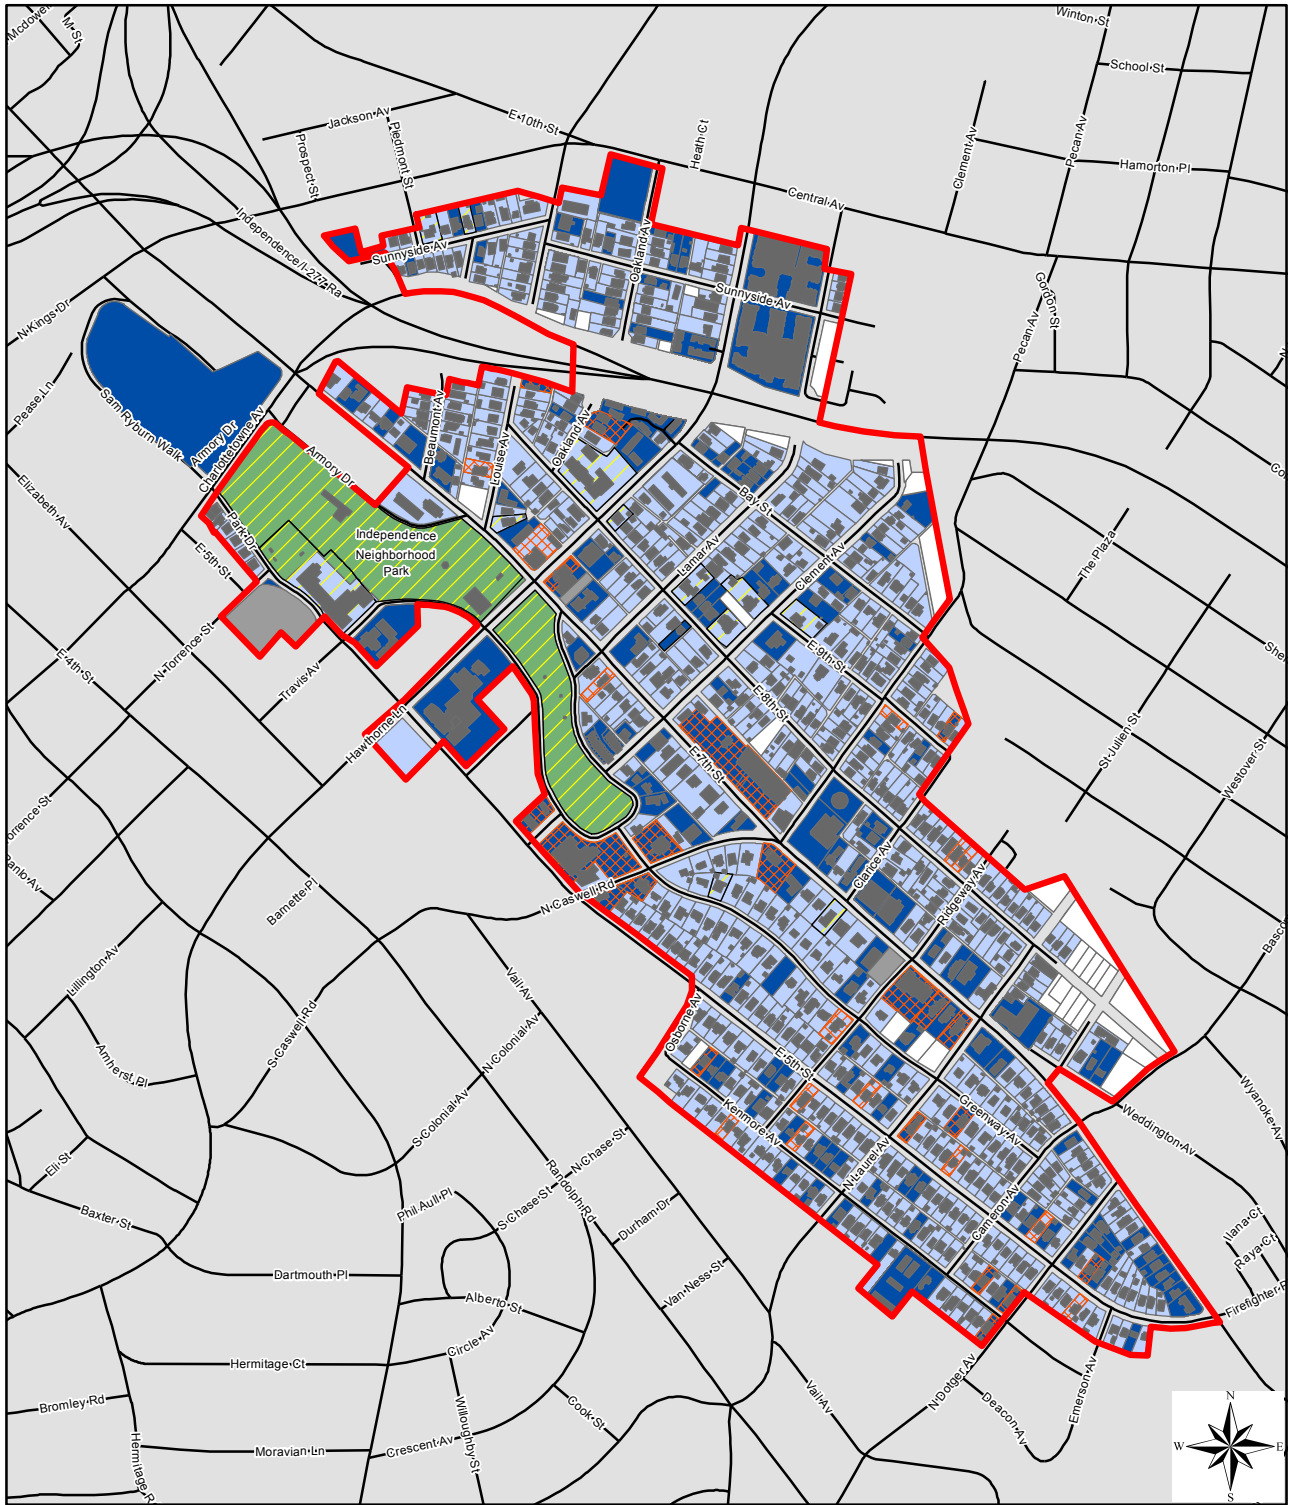 Mcdowell
M St
Winton St
School St
Jackson Av
Piedmont St
Prospect St
E 10th St
Heath Ct
Clement Av
Pecan Av
Hamorton Pl
Central Av
Independence/I-277 Ra
Sunnyside Av
Oakland Av
Sunnyside Av
Gordon St
Pecan Av
N Kings Dr
Pease Ln
Sam Ryburn Walk
Armory Dr
Charlottetowne Av
Armory Dr
Beaumont Av
Louise Av
Oakland Av
Elizabeth Av
Park Dr
E 5th St
Independence
Neighborhood
Park
Bay St
Lamar Av
Clement Av
The Plaza
E 9th St
E 8th St
E 7th St
E 4th St
N Torrence St
Travis Av
Hawthorne Ln
St Julien St
Westover St
orrence St
Ranlo Av
Barnette Pl
N Caswell Rd
Clarice Av
Ridgeway Av
Lillington Av
Amherst Pl
S Caswell Rd
Vail Av
N Colonial Av
S Colonial Av
Osborne Av
E 5th St
Kenmore Av
Greenway Av
Weddington Av
Wyanoke Av
Eli St
Baxter St
Phil Aull Pl
Randolph Rd
N Chase St
S Chase St
Durham Dr
Van Ness St
N Laurel Av
Cameron Av
Ilana Ct
Raya Ct
Firefighter
Dartmouth Pl
Alberto St
Circle Av
Hermitage Ct
Bromley Rd
Hermitage R
Moravian Ln
Crescent Av
Willoughby St
Cook St
Vail Av
N Dotger Av
Deacon Av
Emerson Av
N
W
E
S